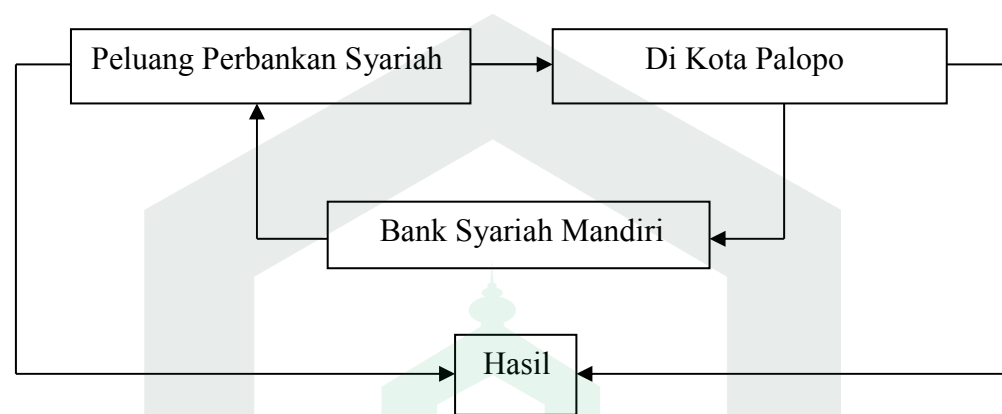 Peluang Perbankan Syariah
Di Kota Palopo
Bank Syariah Mandiri
Hasil